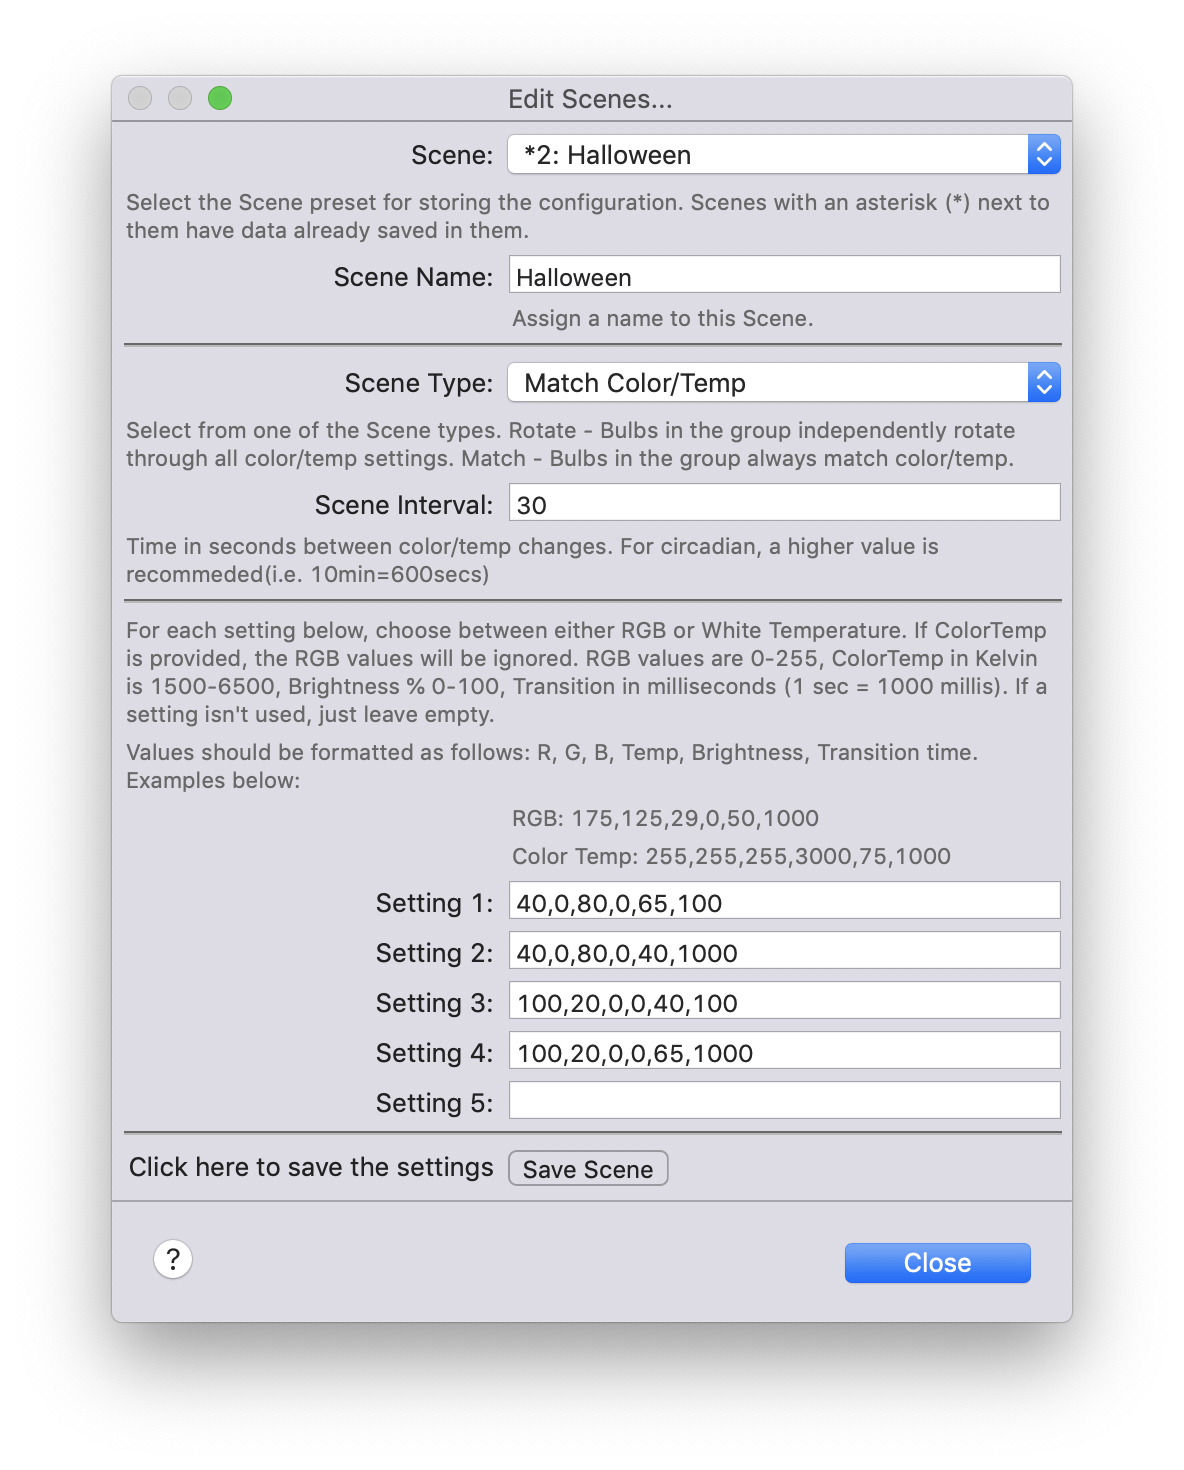 Edit Scenes...
Scene: *2: Halloween
Select the Scene preset for storing the configuration. Scenes with an asterisk (*) next to
them have data already saved in them.
Scene Name: Halloween
Assign a name to this Scene.
Scene Type: Match Color/Temp
Select from one of the Scene types. Rotate - Bulbs in the group independently rotate
through all color/temp settings. Match - Bulbs in the group always match color/temp.
Scene Interval: 30
Time in seconds between color/temp changes. For circadian, a higher value is
recommeded(i.e. 10min=600secs)
For each setting below, choose between either RGB or White Temperature. If ColorTemp
is provided, the RGB values will be ignored. RGB values are 0-255, ColorTemp in Kelvin
is 1500-6500, Brightness % 0-100, Transition in milliseconds (1 sec = 1000 millis). If a
setting isn't used, just leave empty.
Values should be formatted as follows: R, G, B, Temp, Brightness, Transition time.
Examples below:
RGB: 175,125,29,0,50,1000
Color Temp: 255,255,255,3000,75,1000
Setting 1: 40,0,80,0,65,100
Setting 2: 40,0,80,0,40,1000
Setting 3: 100,20,0,0,40,100
Setting 4: 100,20,0,0,65,1000
Setting 5:
Click here to save the settings Save Scene
? Close